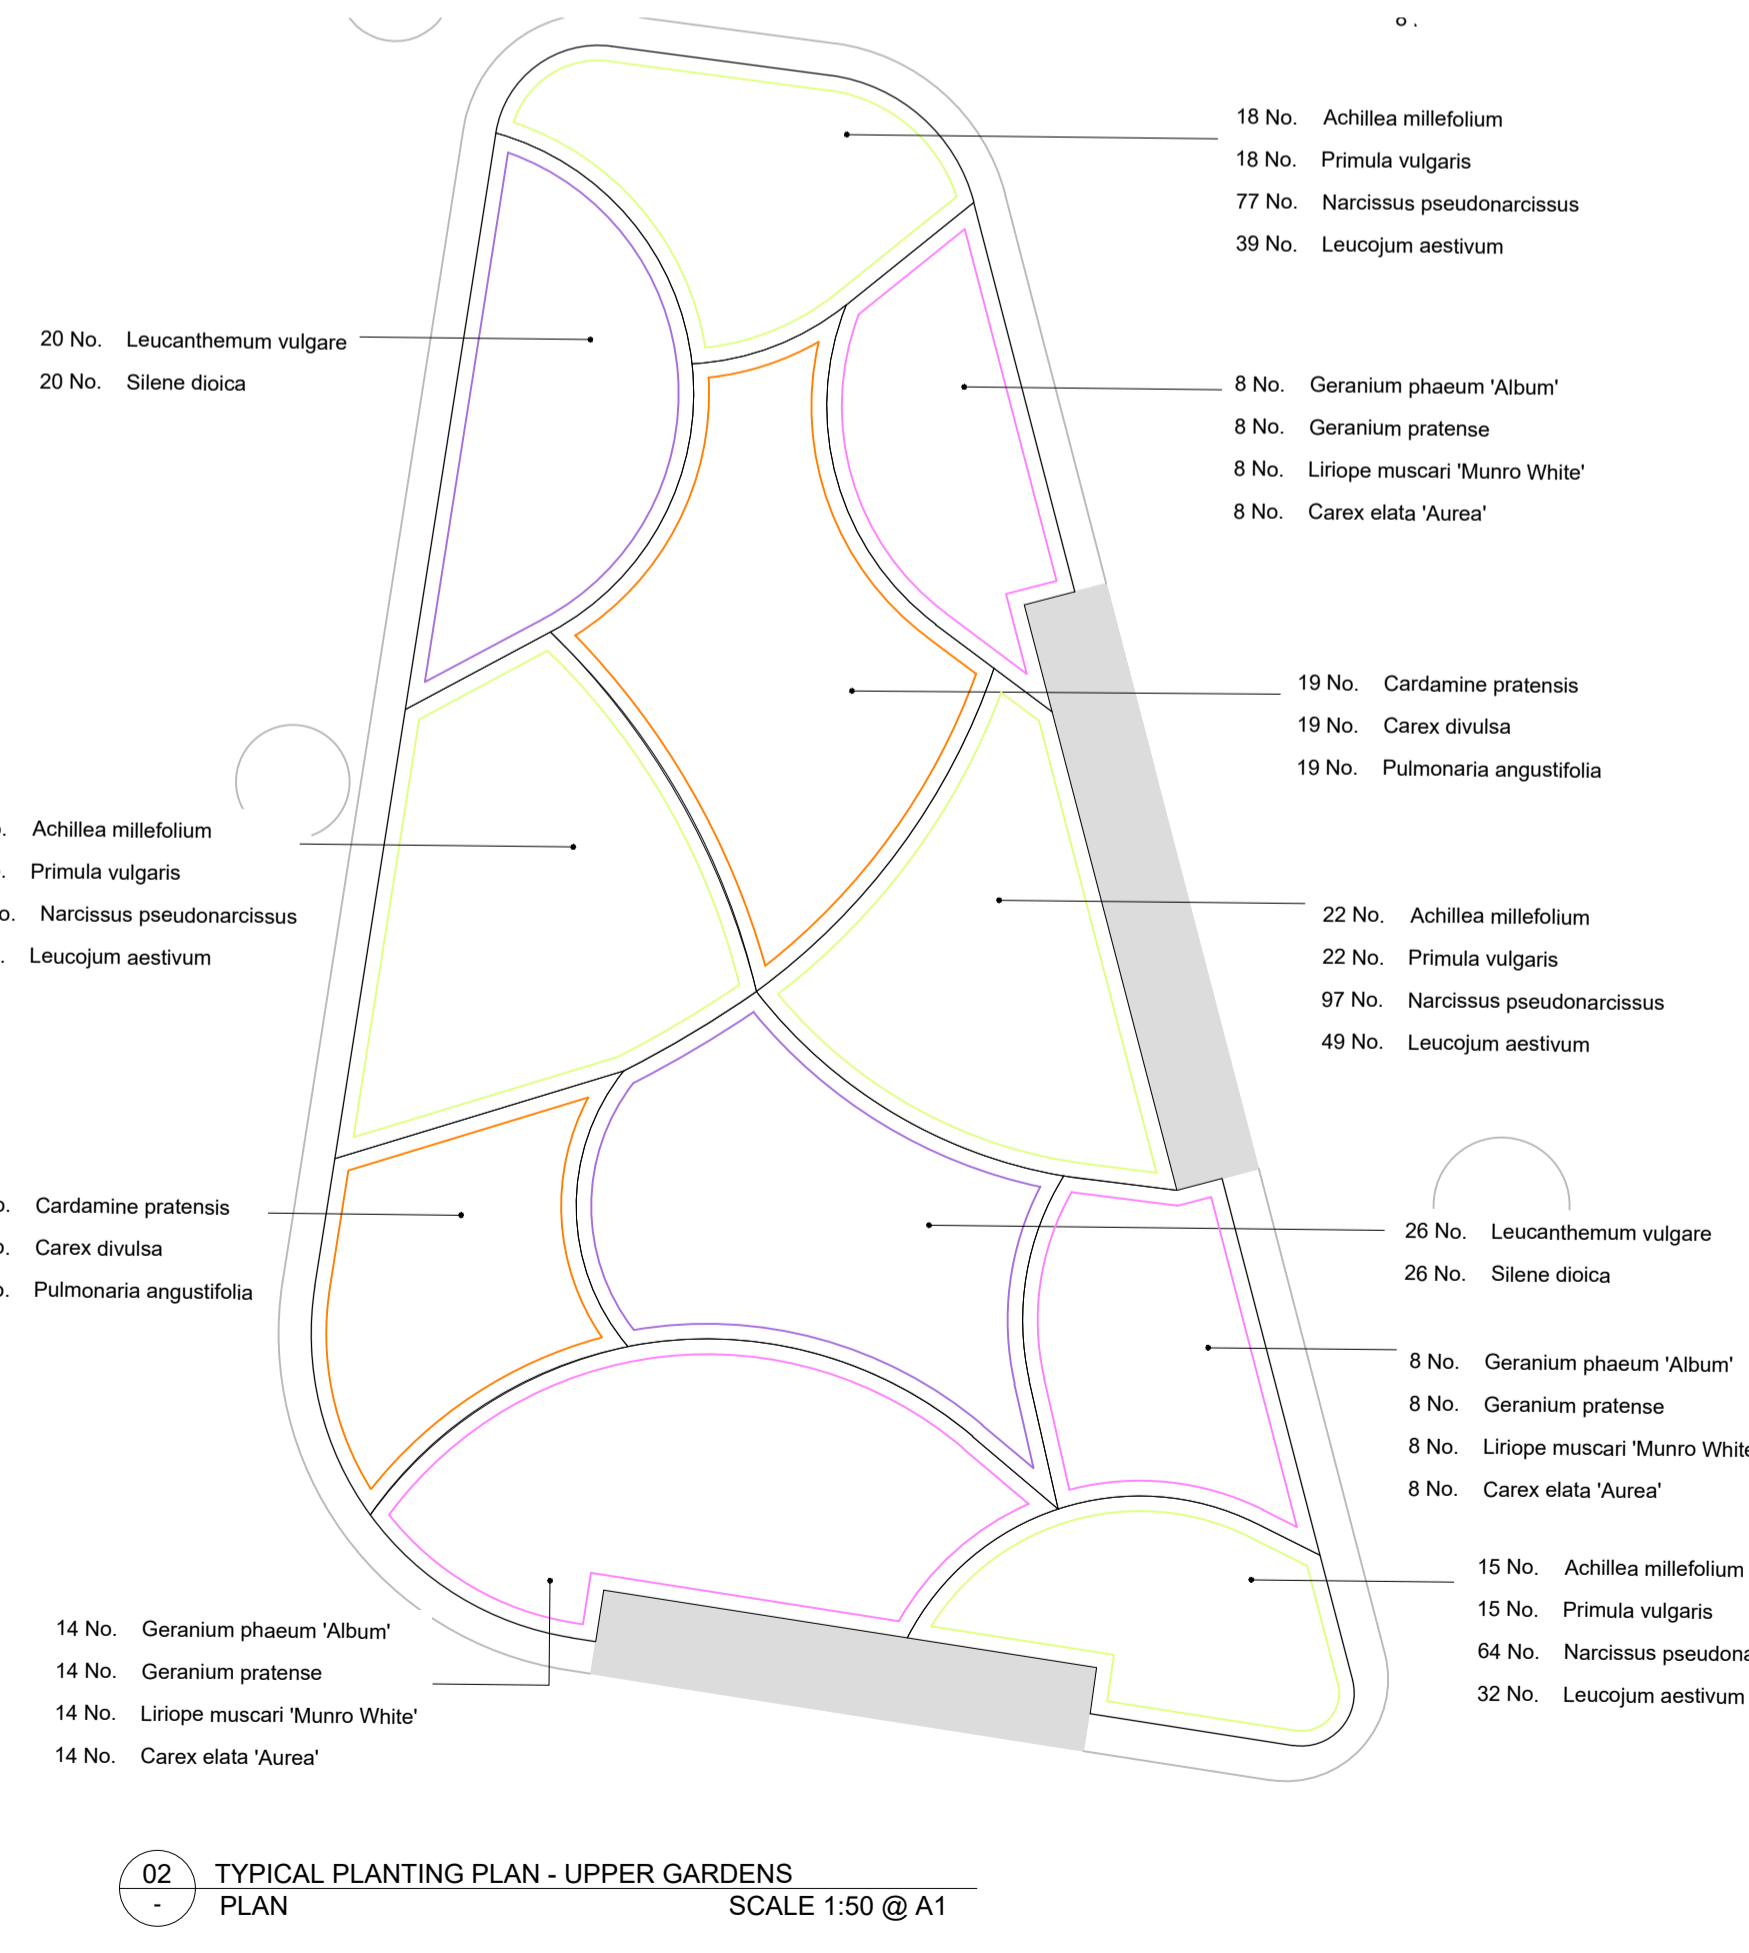 18 No. Achillea millefolium
18 No. Primula vulgaris
77 No. Narcissus pseudonarcissus
39 No. Leucojum aestivum
20 No. Leucanthemum vulgare
20 No. Silene dioica
8 No. Geranium phaeum 'Album'
8 No. Geranium pratense
8 No. Liriope muscari 'Munro White'
8 No. Carex elata 'Aurea'
19 No. Cardamine pratensis
19 No. Carex divulsa
19 No. Pulmonaria angustifolia
Achillea millefolium
Primula vulgaris
Narcissus pseudonarcissus
Leucojum aestivum
22 No. Achillea millefolium
22 No. Primula vulgaris
97 No. Narcissus pseudonarcissus
49 No. Leucojum aestivum
Cardamine pratensis
Carex divulsa
Pulmonaria angustifolia
26 No. Leucanthemum vulgare
26 No. Silene dioica
8 No. Geranium phaeum 'Album'
8 No. Geranium pratense
8 No. Liriope muscari 'Munro White
8 No. Carex elata 'Aurea'
15 No. Achillea millefolium
15 No. Primula vulgaris
64 No. Narcissus pseudona
32 No. Leucojum aestivum
14 No. Geranium phaeum 'Album'
14 No. Geranium pratense
14 No. Liriope muscari 'Munro White'
14 No. Carex elata 'Aurea'
02 TYPICAL PLANTING PLAN - UPPER GARDENS
- PLAN SCALE 1:50 @ A1